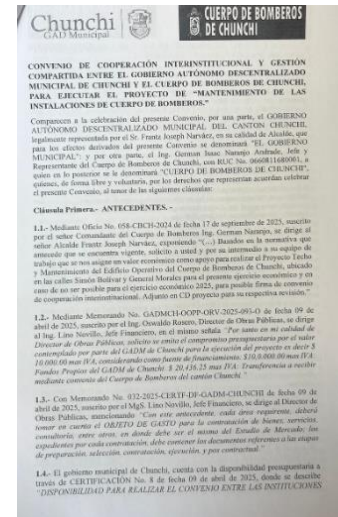 Chunchi
GAD Municipal
CUERPO DE BOMBEROS
DE CHUNCHI
CONVENIO DE COOPERACIÓN INTERINSTITUCIONAL Y GESTIÓN
COMPARTIDA ENTRE EL GOBIERNO AUTÓNOMO DESCENTRALIZADO
MUNICIPAL DE CHUNCHI Y EL CUERPO DE BOMBEROS DE CHUNCHI,
PARA EJECUTAR EL PROYECTO DE "MANTENIMIENTO DE LAS
INSTALACIONES DE CUERPO DE BOMBEROS."
Comparecen a la celebración del presente Convenio, por una parte, el GOBIERNO
AUTÓNOMO DESCENTRALIZADO MUNICIPAL DEL CANTON CHUNCHI,
legalmente representada por el Sr. Frantz Joseph Narváez, en su calidad de Alcalde, que
para los efectos derivados del presente Convenio se denominará "EL GOBIERNO
MUNICIPAL"; y por otra parte, el Ing. German Isaac Naranjo Andrade, Jefe y
Representante del Cuerpo de Bomberos de Chunchi, con RUC No.
quien en lo posterior se le denominará "CUERPO DE BOMBEROS DE CHUNCHI",
quienes, de forma libre y voluntaria, por los derechos que representan acuerdan celebrar
el presente Convenio, al tenor de las siguientes cláusulas:
Cláusula Primera.- ANTECEDENTES. -
1.1.- Mediante Oficio No. 058-CBCH-2024 de fecha 17 de septiembre de 2025, suscrito
por el señor Comandante del Cuerpo de Bomberos Ing. German Naranjo, se dirige al
señor Alcalde Frantz Joseph Narváez, exponiendo "(…) Basados en la normativa que
antecede que se encuentra vigente, solicito a usted y por su intermedio a su equipo de
trabajo que se nos asigne un valor económico como apoyo para realizar el Proyecto Techo
y Mantenimiento del Edificio Operativo del Cuerpo de Bomberos de Chunchi, ubicado
en las calles Simón Bolívar y General Morales para el presente ejercicio económico y en
caso de no ser posible para el ejercicio económico 2025, para posible firma de convenio
de cooperación interinstitucional. Adjunto en CD proyecto para su respectiva revisión."
1.2.- Mediante Memorando No. GADMCH-OOPP-ORV-2025-093-O de fecha 09 de
abril de 2025, suscrito por el Ing. Oswaldo Rosero, Director de Obras Públicas, se dirige
al Ing. Lino Novillo, Jefe Financiero, en el mismo señala "Por tanto en mi calidad de
Director de Obras Públicas, solicito se emita el compromiso presupuestario por el valor
contemplado por parte del GADM de Chunchi para la ejecución del proyecto es decir $
10.000.00 mas IVA, considerando como fuente de financiamiento. $10.000.00 mas IVA:
Fondos Propios del GADM de Chunchi $ 20,436,25 mas IVA: Transferencia a recibir
mediante convenio del Cuerpo de Bomberos del cantón Chunchi."
1.3.- Con Memorando No. 032-2025-CERTF-DF-GADM-CHUNCHI de fecha 09 de
abril de 2025, suscrito por el MgS. Lino Novillo, Jefe Financiero, se dirige al Director de
Obras Públicas, mencionando "Con este antecedente, cada área requirente, deberá
tomar en cuenta el OBJETO DE GASTO para la contratación de bienes, servicios,
consultoría, entre otros, en donde debe ser el mismo del Estudio de Mercado; los
expedientes por cada contratación, debe contener los documentos referentes a las etapas
de preparación, selección, contratación, ejecución, y por contractual."
1.4.- El gobierno municipal de Chunchi, cuenta con la disponibilidad presupuestaria a
través de CERTIFICACIÓN No. 8 de fecha 09 de abril de 2025, donde se describe
"DISPONIBILIDAD PARA REALIZAR EL CONVENIO ENTRE LAS INSTITUCIONES